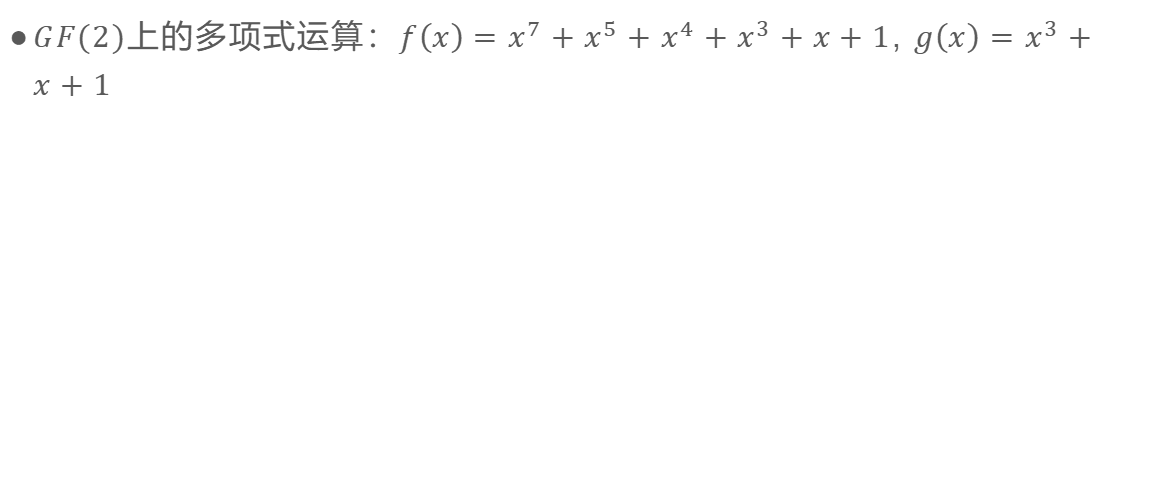 ●GF(2)上的多项式运算：f(x) = x⁷ + x⁵ + x⁴ + x³ + x + 1, g(x) = x³ +
x + 1